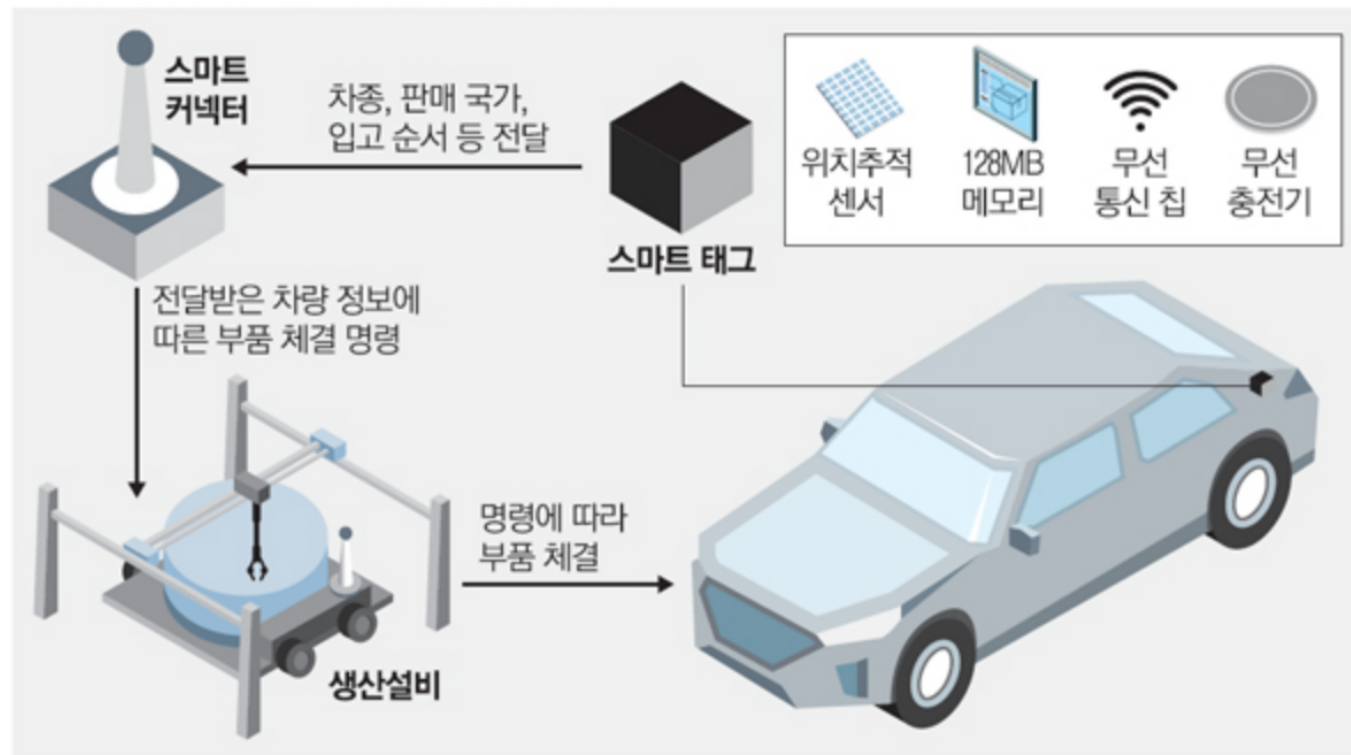 스마트
커넥터
차종, 판매 국가,
입고 순서 등 전달
스마트 태그
위치추적
센서
128MB
메모리
무선
통신 칩
무선
충전기
전달받은 차량 정보에
따른 부품 체결 명령
명령에 따라
부품 체결
생산설비